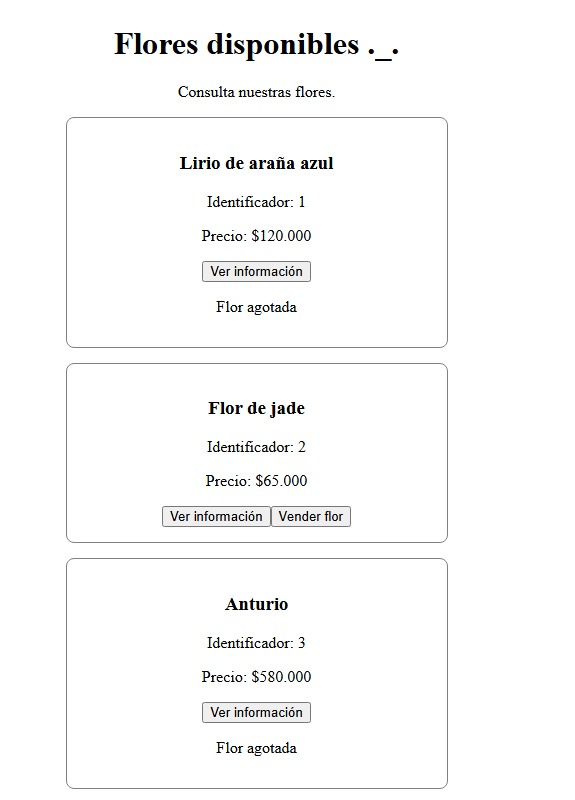 Flores disponibles ._.
Consulta nuestras flores.
Lirio de araña azul
Identificador: 1
Precio: $120.000
Ver información
Flor agotada
Flor de jade
Identificador: 2
Precio: $65.000
Ver información Vender flor
Anturio
Identificador: 3
Precio: $580.000
Ver información
Flor agotada